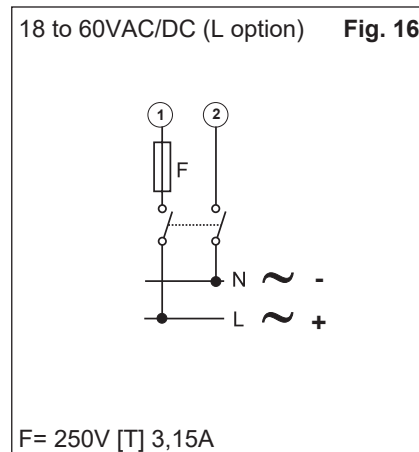 18 to 60VAC/DC (L option) Fig. 16
1 2
F
N ~ -
L ~ +
F= 250V [T] 3,15A